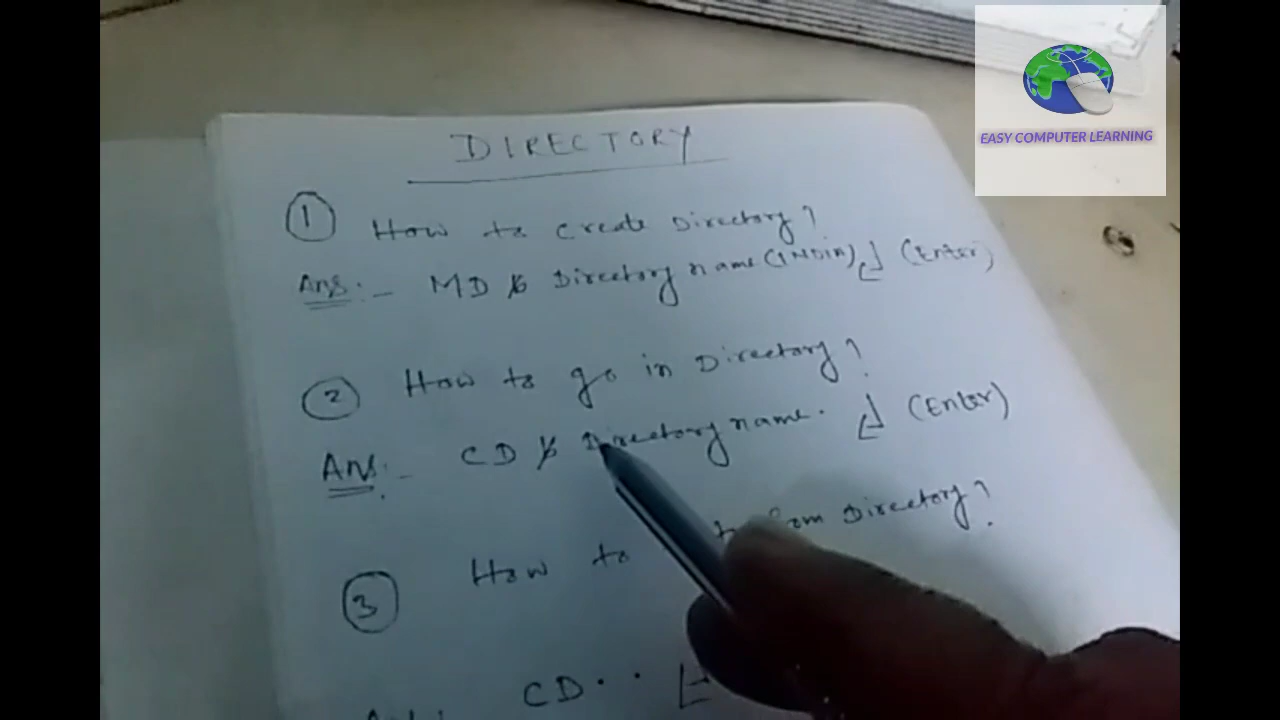 EASY COMPUTER LEARNING
DIRECTORY
1 How to create Directory?
Ans:- MD b̸ Directory name (INDIA) ↵ (Enter)
2 How to go in Directory?
Ans:- CD b̸ Directory name. ↵ (Enter)
3 How to from Directory?
CD..